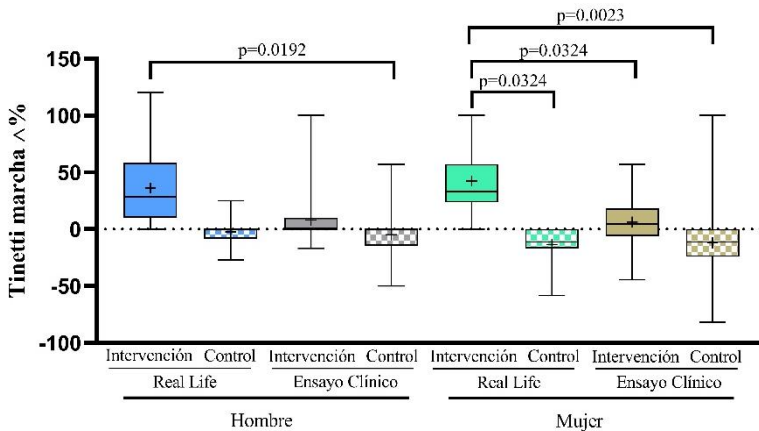 p=0.0023
p=0.0192
p=0.0324
p=0.0324
Tinetti marcha ^%
150
100
50
0
-50
-100
Intervención Control Intervención Control Intervención Control Intervención Control
Real Life Ensayo Clínico Real Life Ensayo Clínico
Hombre Mujer